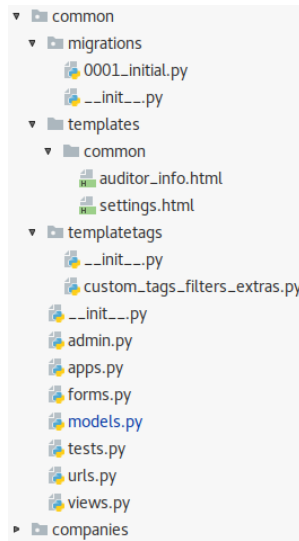 common
migrations
0001_initial.py
__init__.py
templates
common
auditor_info.html
settings.html
templatetags
__init__.py
custom_tags_filters_extras.py
__init__.py
admin.py
apps.py
forms.py
models.py
tests.py
urls.py
views.py
companies